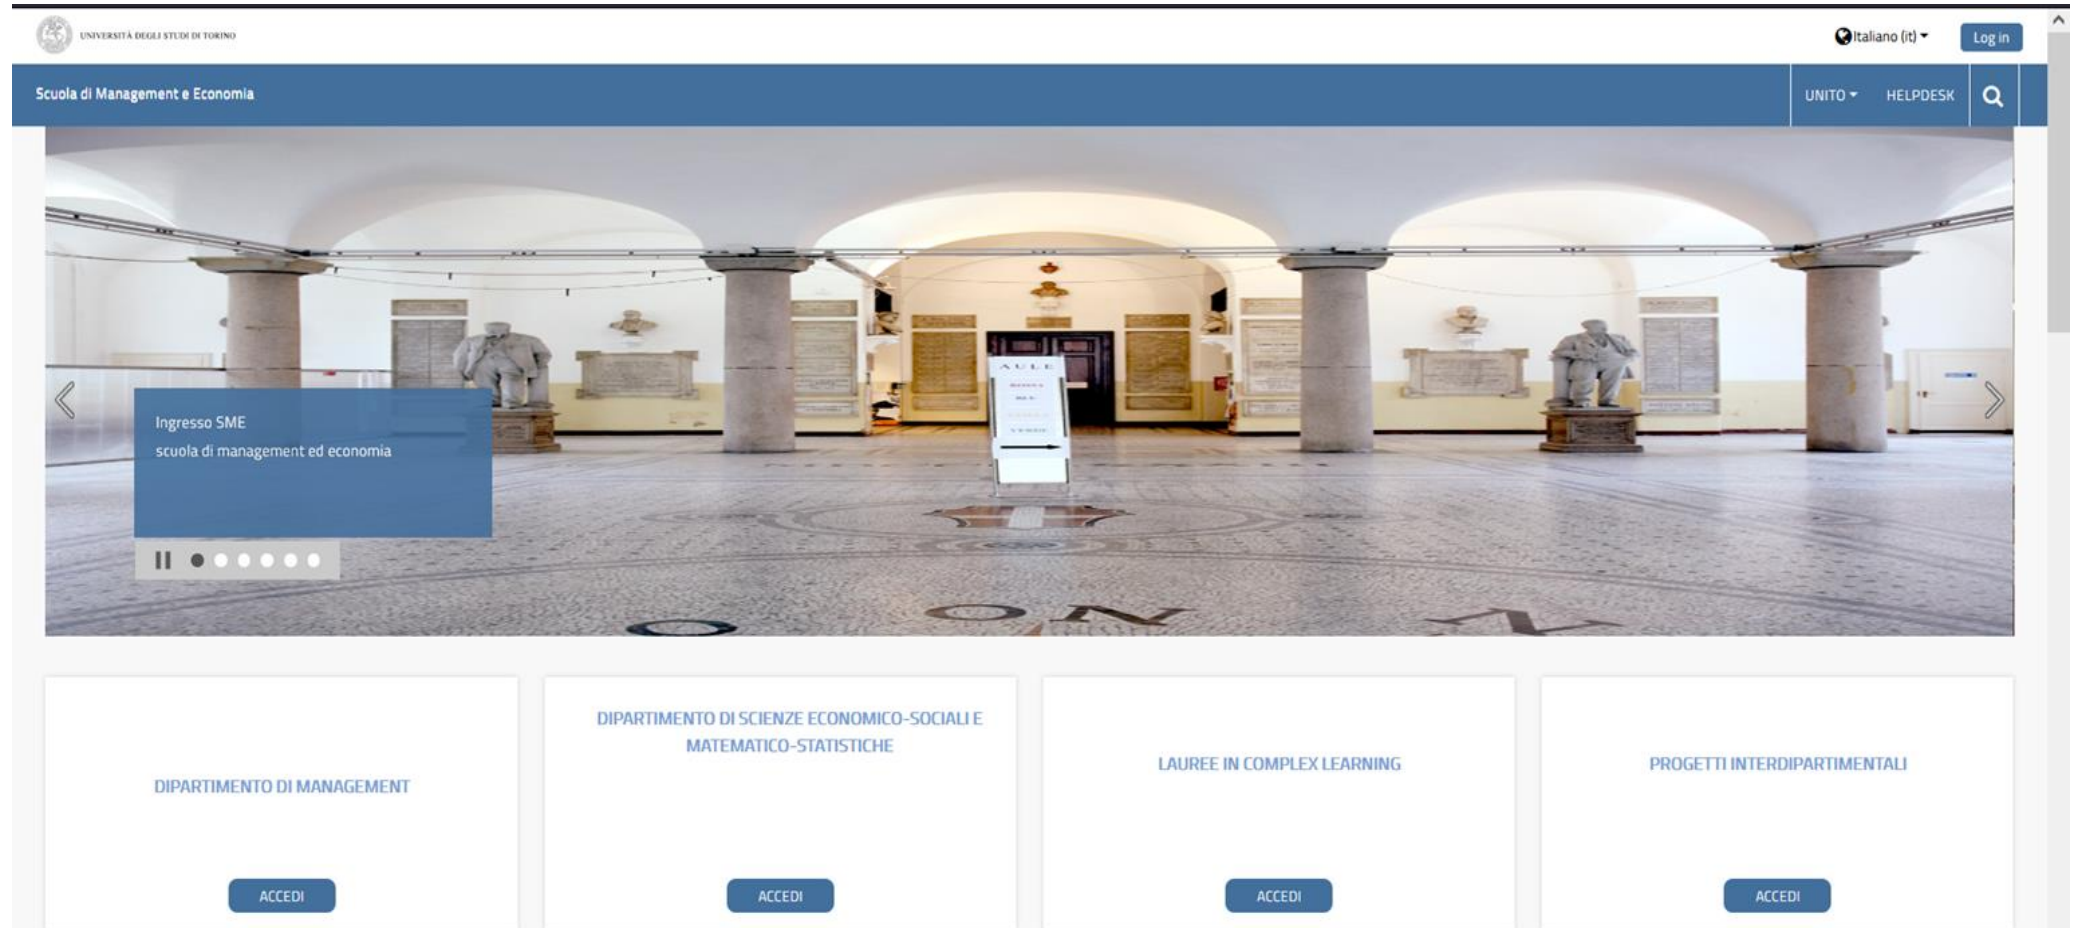 UNIVERSITÀ DEGLI STUDI DI TORINO
Italiano (it)
Log in
Scuola di Management e Economia
UNITO
HELPDESK
AULE
Ingresso SME
scuola di management ed economia
DIPARTIMENTO DI MANAGEMENT
ACCEDI
DIPARTIMENTO DI SCIENZE ECONOMICO-SOCIALI E
MATEMATICO-STATISTICHE
ACCEDI
LAUREE IN COMPLEX LEARNING
ACCEDI
PROGETTI INTERDIPARTIMENTALI
ACCEDI